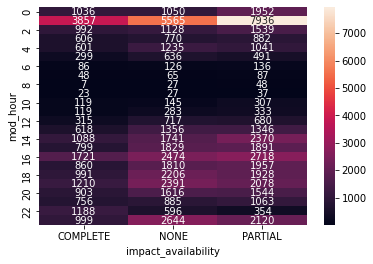 0 1036 1050 1952
3857 5565 7936
2 992 1128 1539
606 770 882
4 601 1235 1041
299 636 491
6 86 126 136
48 65 87
8 7 27 48
23 27 37
10 119 145 307
119 283 333
12 315 717 680
618 1356 1346
14 1088 1741 2370
799 1829 1891
16 1721 2474 2718
860 1810 1957
18 991 2206 1928
1210 2391 2078
20 903 1616 1544
756 885 1063
22 1188 596 354
999 2644 2120
COMPLETE NONE PARTIAL
impact_availability
mod_hour
7000
6000
5000
4000
3000
2000
1000